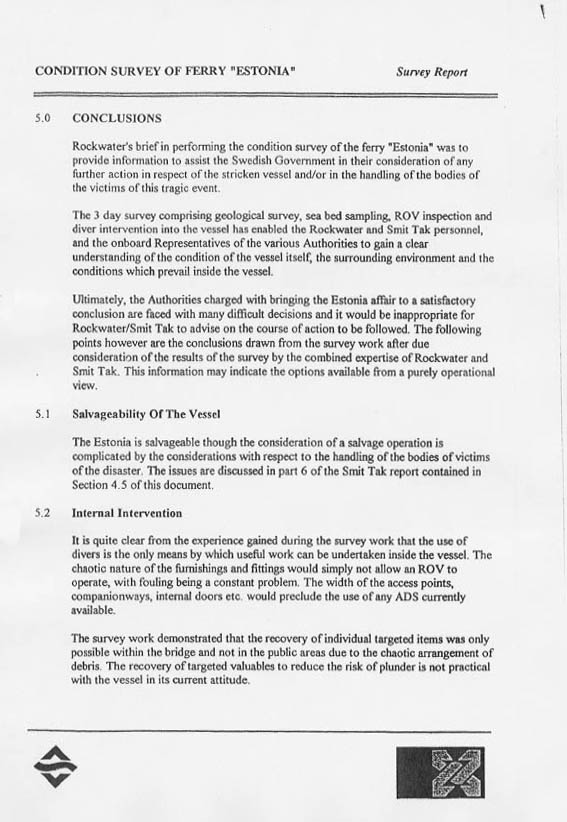 CONDITION SURVEY OF FERRY "ESTONIA" Survey Report
5.0 CONCLUSIONS
Rockwater's brief in performing the condition survey of the ferry "Estonia" was to
provide information to assist the Swedish Government in their consideration of any
further action in respect of the stricken vessel and/or in the handling of the bodies of
the victims of this tragic event.
The 3 day survey comprising geological survey, sea bed sampling, ROV inspection and
diver intervention into the vessel has enabled the Rockwater and Smit Tak personnel,
and the onboard Representatives of the various Authorities to gain a clear
understanding of the condition of the vessel itself, the surrounding environment and the
conditions which prevail inside the vessel.
Ultimately, the Authorities charged with bringing the Estonia affair to a satisfactory
conclusion are faced with many difficult decisions and it would be inappropriate for
Rockwater/Smit Tak to advise on the course of action to be followed. The following
points however are the conclusions drawn from the survey work after due
consideration of the results of the survey by the combined expertise of Rockwater and
Smit Tak. This information may indicate the options available from a purely operational
view.
5.1 Salvageability Of The Vessel
The Estonia is salvageable though the consideration of a salvage operation is
complicated by the considerations with respect to the handling of the bodies of victims
of the disaster. The issues are discussed in part 6 of the Smit Tak report contained in
Section 4.5 of this document.
5.2 Internal Intervention
It is quite clear from the experience gained during the survey work that the use of
divers is the only means by which useful work can be undertaken inside the vessel. The
chaotic nature of the furnishings and fittings would simply not allow an ROV to
operate, with fouling being a constant problem. The width of the access points,
companionways, internal doors etc. would preclude the use of any ADS currently
available.
The survey work demonstrated that the recovery of individual targeted items was only
possible within the bridge and not in the public areas due to the chaotic arrangement of
debris. The recovery of targeted valuables to reduce the risk of plunder is not practical
with the vessel in its current attitude.